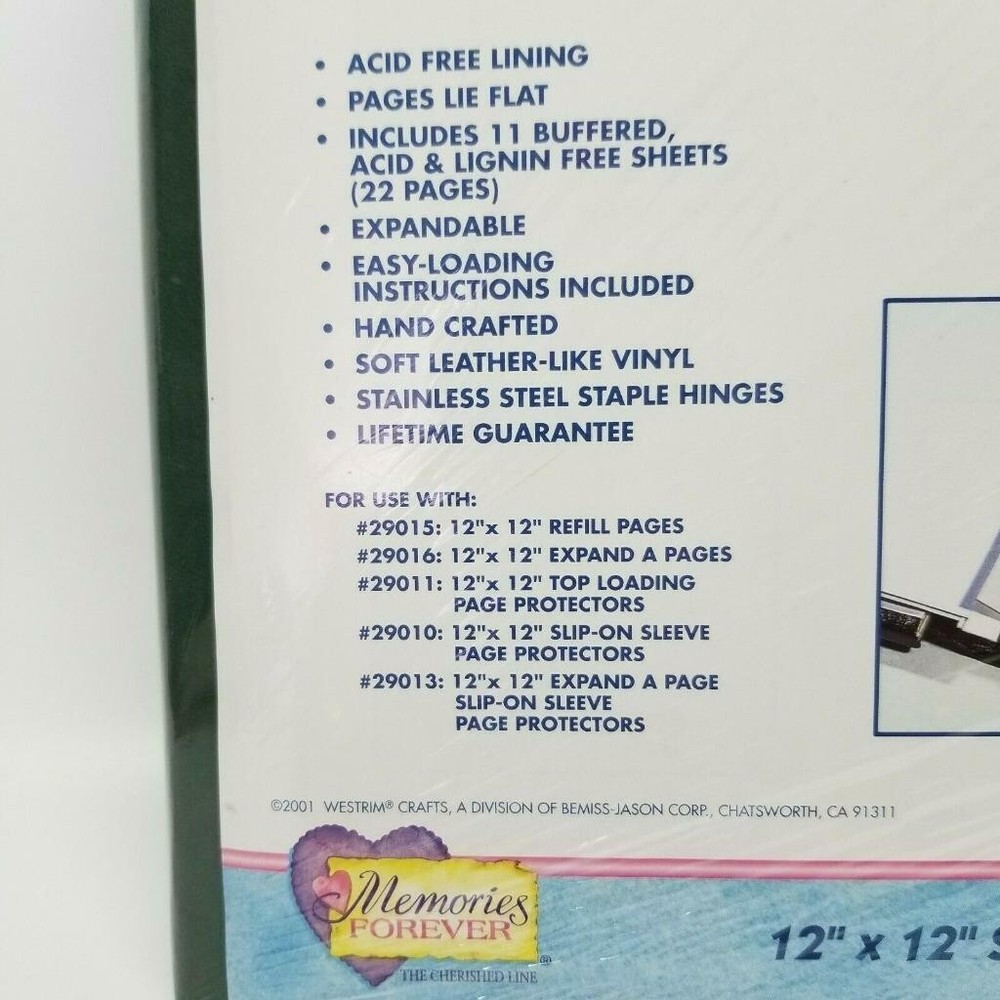 • ACID FREE LINING
• PAGES LIE FLAT
• INCLUDES 11 BUFFERED,
ACID & LIGNIN FREE SHEETS
(22 PAGES)
• EXPANDABLE
• EASY-LOADING
INSTRUCTIONS INCLUDED
• HAND CRAFTED
• SOFT LEATHER-LIKE VINYL
• STAINLESS STEEL STAPLE HINGES
• LIFETIME GUARANTEE
FOR USE WITH:
#29015: 12"x 12" REFILL PAGES
#29016: 12"x 12" EXPAND A PAGES
#29011: 12"x 12" TOP LOADING
PAGE PROTECTORS
#29010: 12"x 12" SLIP-ON SLEEVE
PAGE PROTECTORS
#29013: 12"x 12" EXPAND A PAGE
SLIP-ON SLEEVE
PAGE PROTECTORS
©2001 WESTRIM® CRAFTS, A DIVISION OF BEMISS-JASON CORP., CHATSWORTH, CA 91311
Memories
FOREVER®
THE CHERISHED LINE
12" x 12"